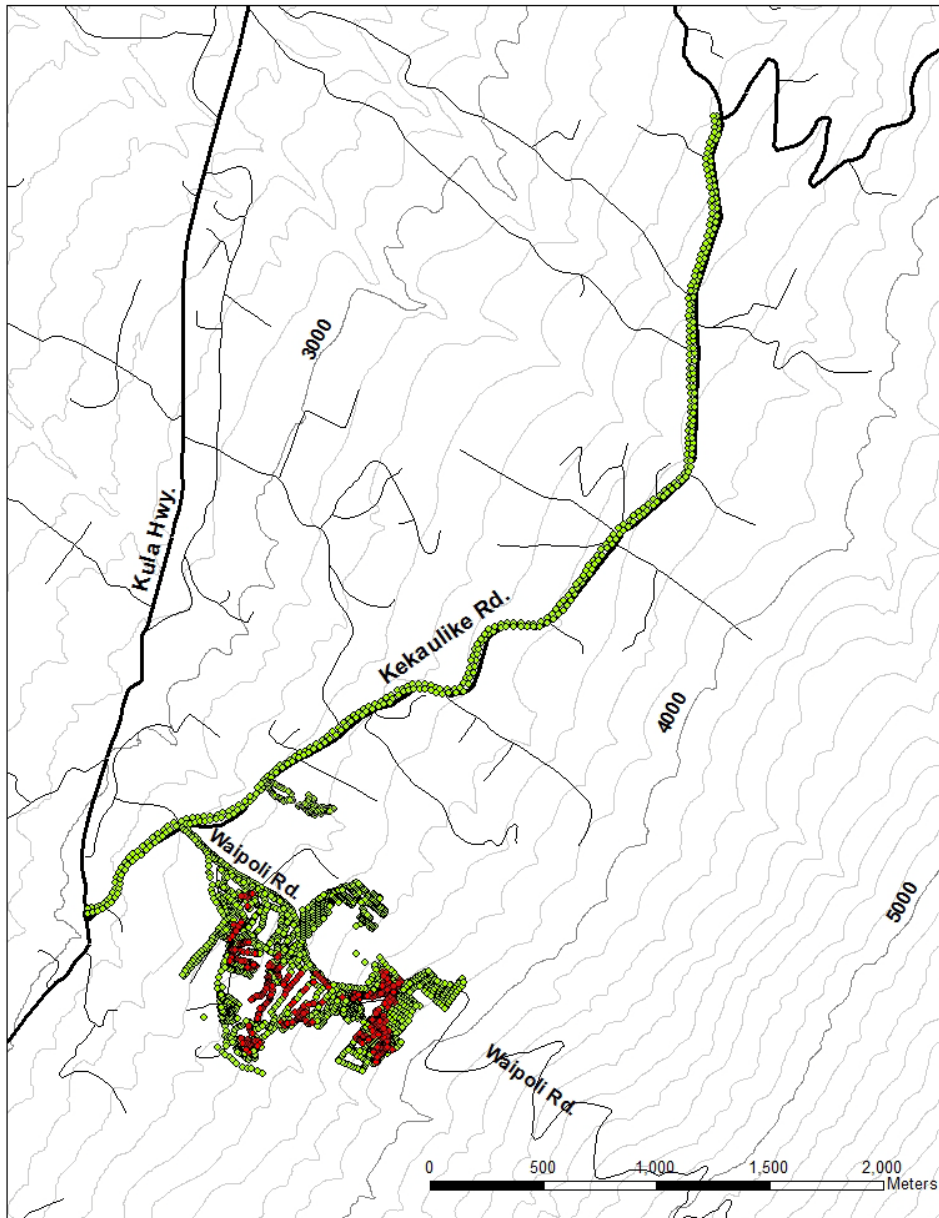 3000
Kula Hwy.
Kekaulike Rd.
4000
Waipoli Rd.
5000
Waipoli Rd.
0 500 1,000 1,500 2,000
Meters